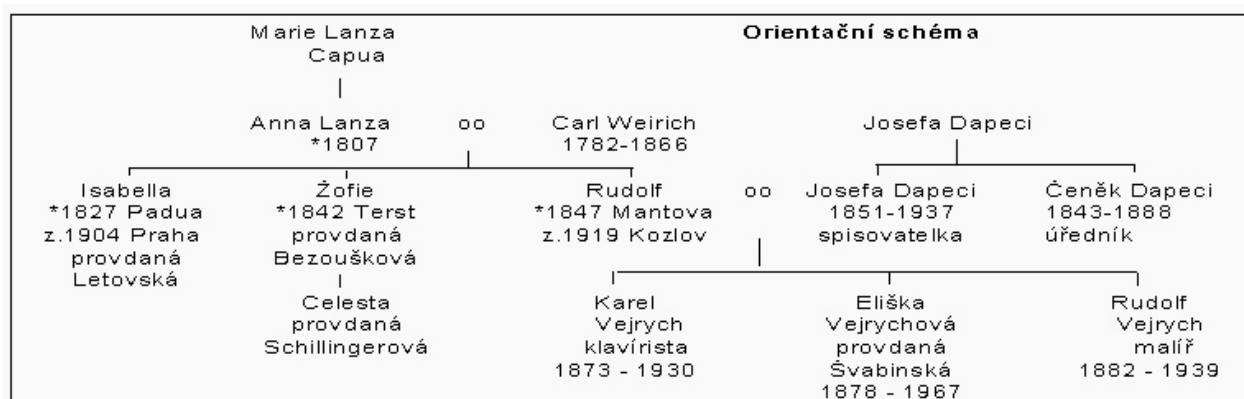 Marie Lanza Orientační schéma
Capua
Anna Lanza oo Carl Weirich Josefa Dapeci
*1807 1782-1866
Isabella Žofie Rudolf oo Josefa Dapeci Čeněk Dapeci
*1827 Padua *1842 Terst *1847 Mantova 1851-1937 1843-1888
z.1904 Praha provdaná z.1919 Kozlov spisovatelka úředník
provdaná Bezoušková
Letovská
Celesta Karel Eliška Rudolf
provdaná Vejrych Vejrychová Vejrych
Schillingerová klavírista provdaná malíř
1873 - 1930 Švabinská 1882 - 1939
1878 - 1967